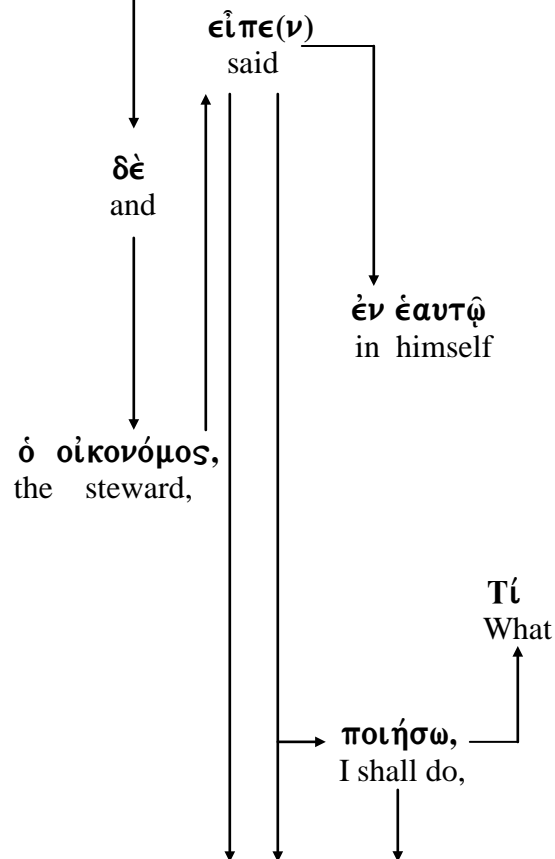 εἶπε(ν)
said
δὲ
and
ἐν ἑαυτῷ
in himself
ὁ οἰκονόμος,
the steward,
Τί
What
ποιήσω,
I shall do,